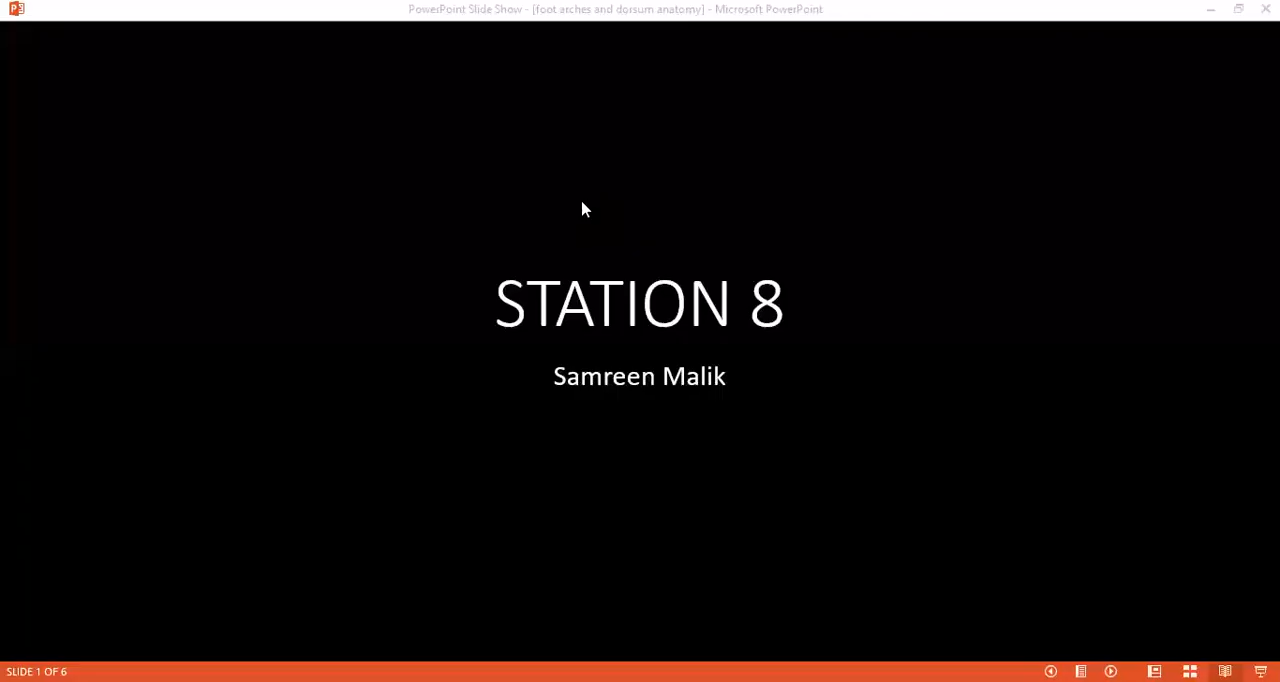 PowerPoint Slide Show - [foot arches and dorsum anatomy] - Microsoft PowerPoint
STATION 8
Samreen Malik
SLIDE 1 OF 6